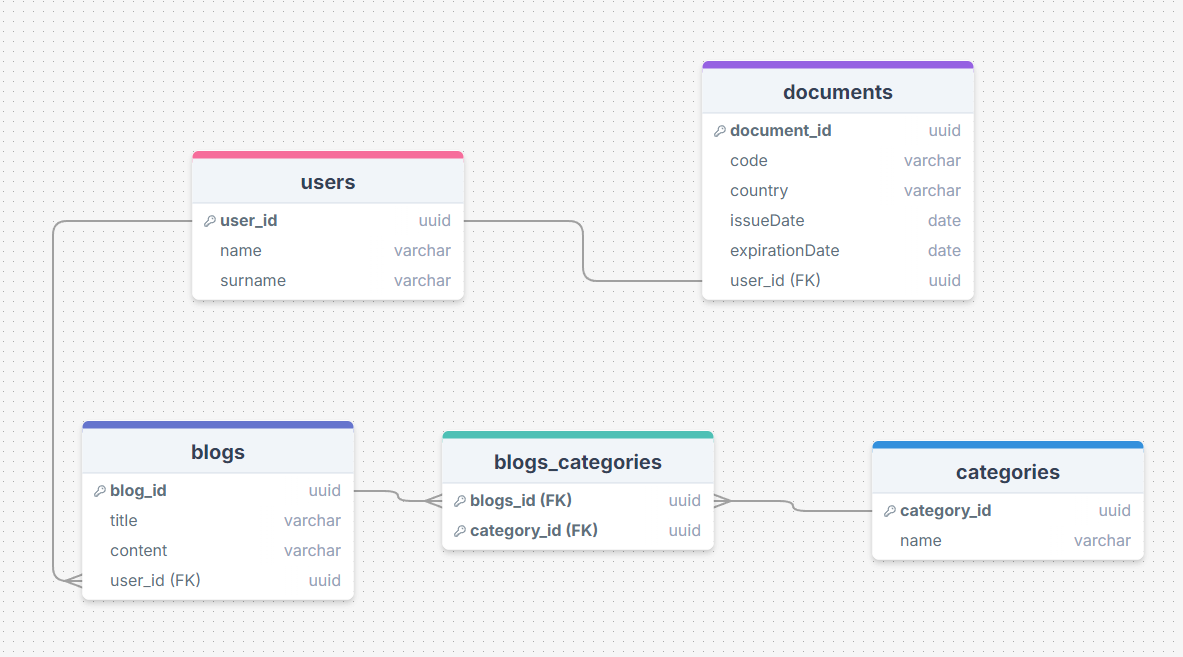 documents
document_id uuid
code varchar
country varchar
issueDate date
expirationDate date
user_id (FK) uuid
users
user_id uuid
name varchar
surname varchar
blogs
blog_id uuid
title varchar
content varchar
user_id (FK) uuid
blogs_categories
blogs_id (FK) uuid
category_id (FK) uuid
categories
category_id uuid
name varchar